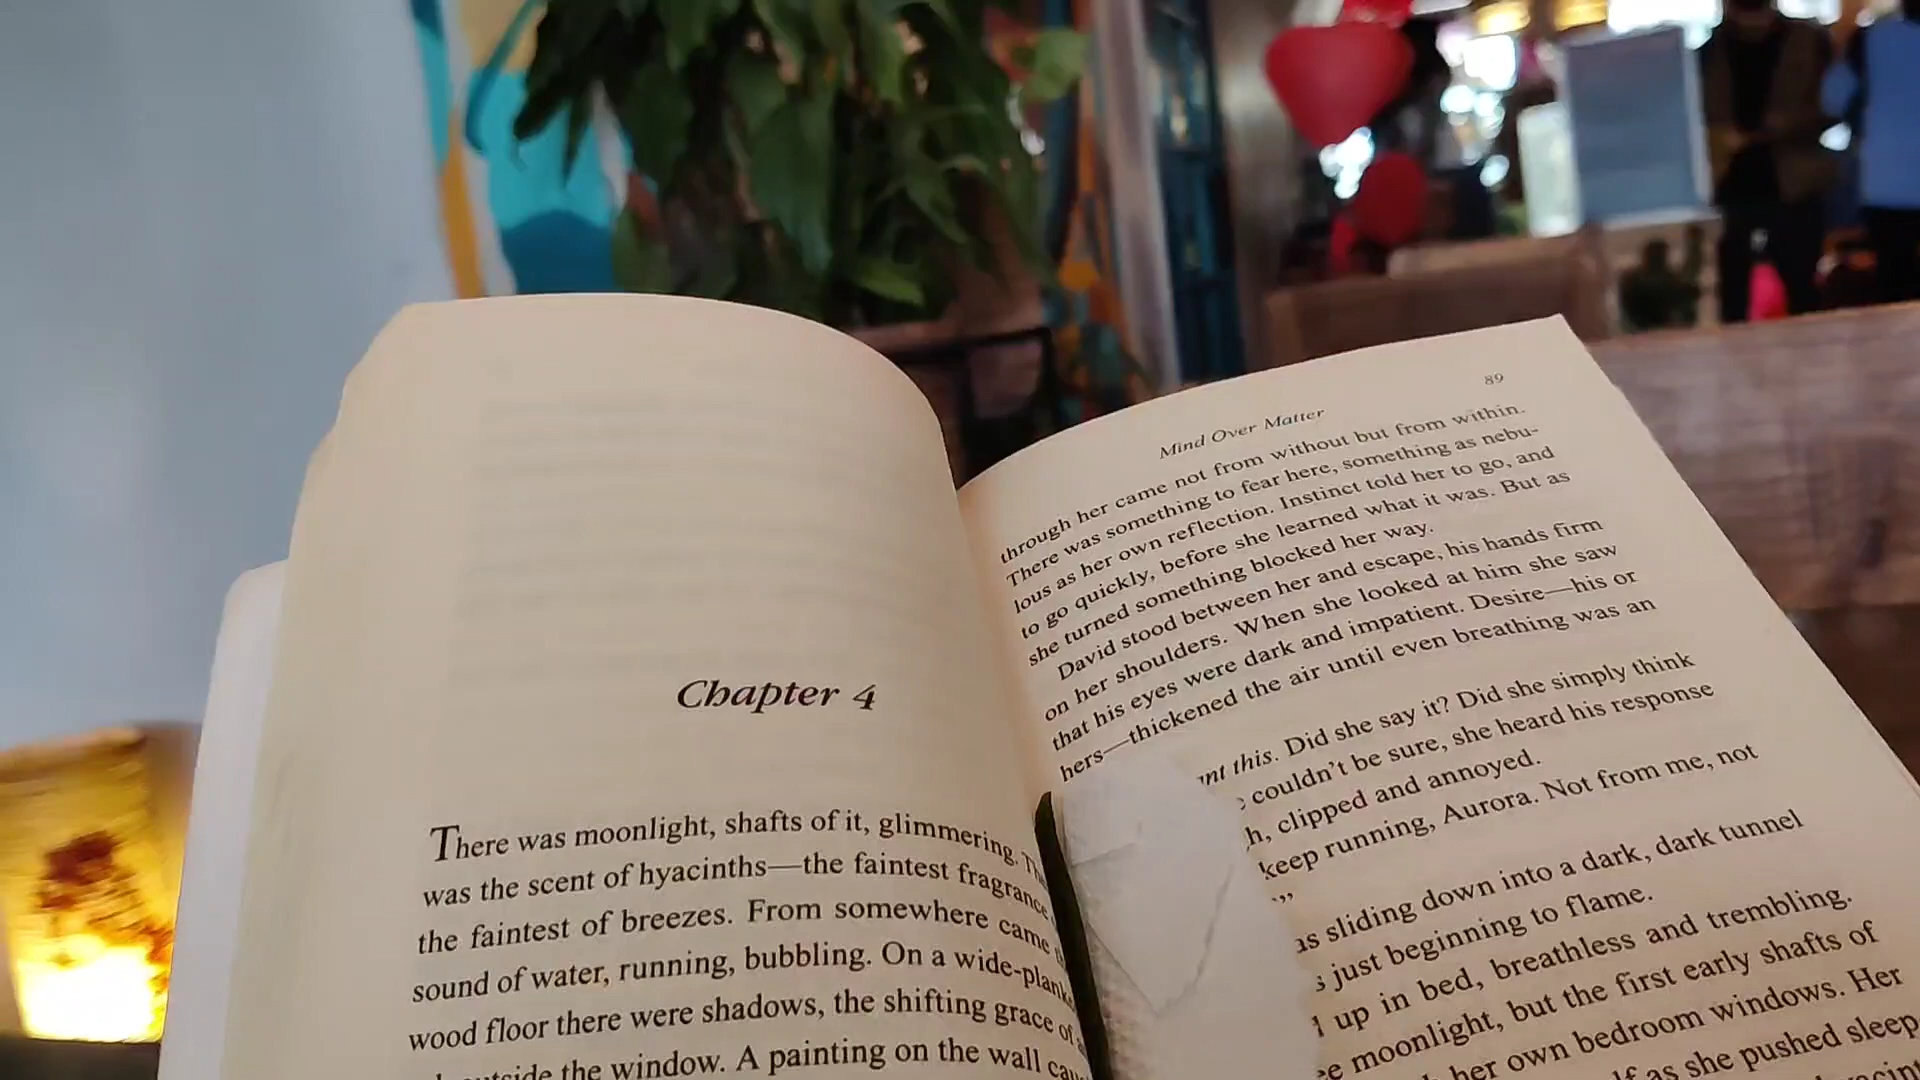 Chapter 4
There was moonlight, shafts of it, glimmering.
was the scent of hyacinths—the faintest fragrance
the faintest of breezes. From somewhere came
sound of water, running, bubbling. On a wide-plank
wood floor there were shadows, the shifting grace of
the window. A painting on the wall
89
Mind Over Matter
through her came not from without but from within.
There was something to fear here, something as nebu-
lous as her own reflection. Instinct told her to go, and
to go quickly, before she learned what it was. But as
she turned something blocked her way.
David stood between her and escape, his hands firm
on her shoulders. When she looked at him she saw
that his eyes were dark and impatient. Desire—his or
hers—thickened the air until even breathing was an
this. Did she say it? Did she simply think
couldn't be sure, she heard his response
clipped and annoyed.
keep running, Aurora. Not from me, not
sliding down into a dark, dark tunnel
just beginning to flame.
up in bed, breathless and trembling.
moonlight, but the first early shafts of
her own bedroom windows. Her
as she pushed sleep